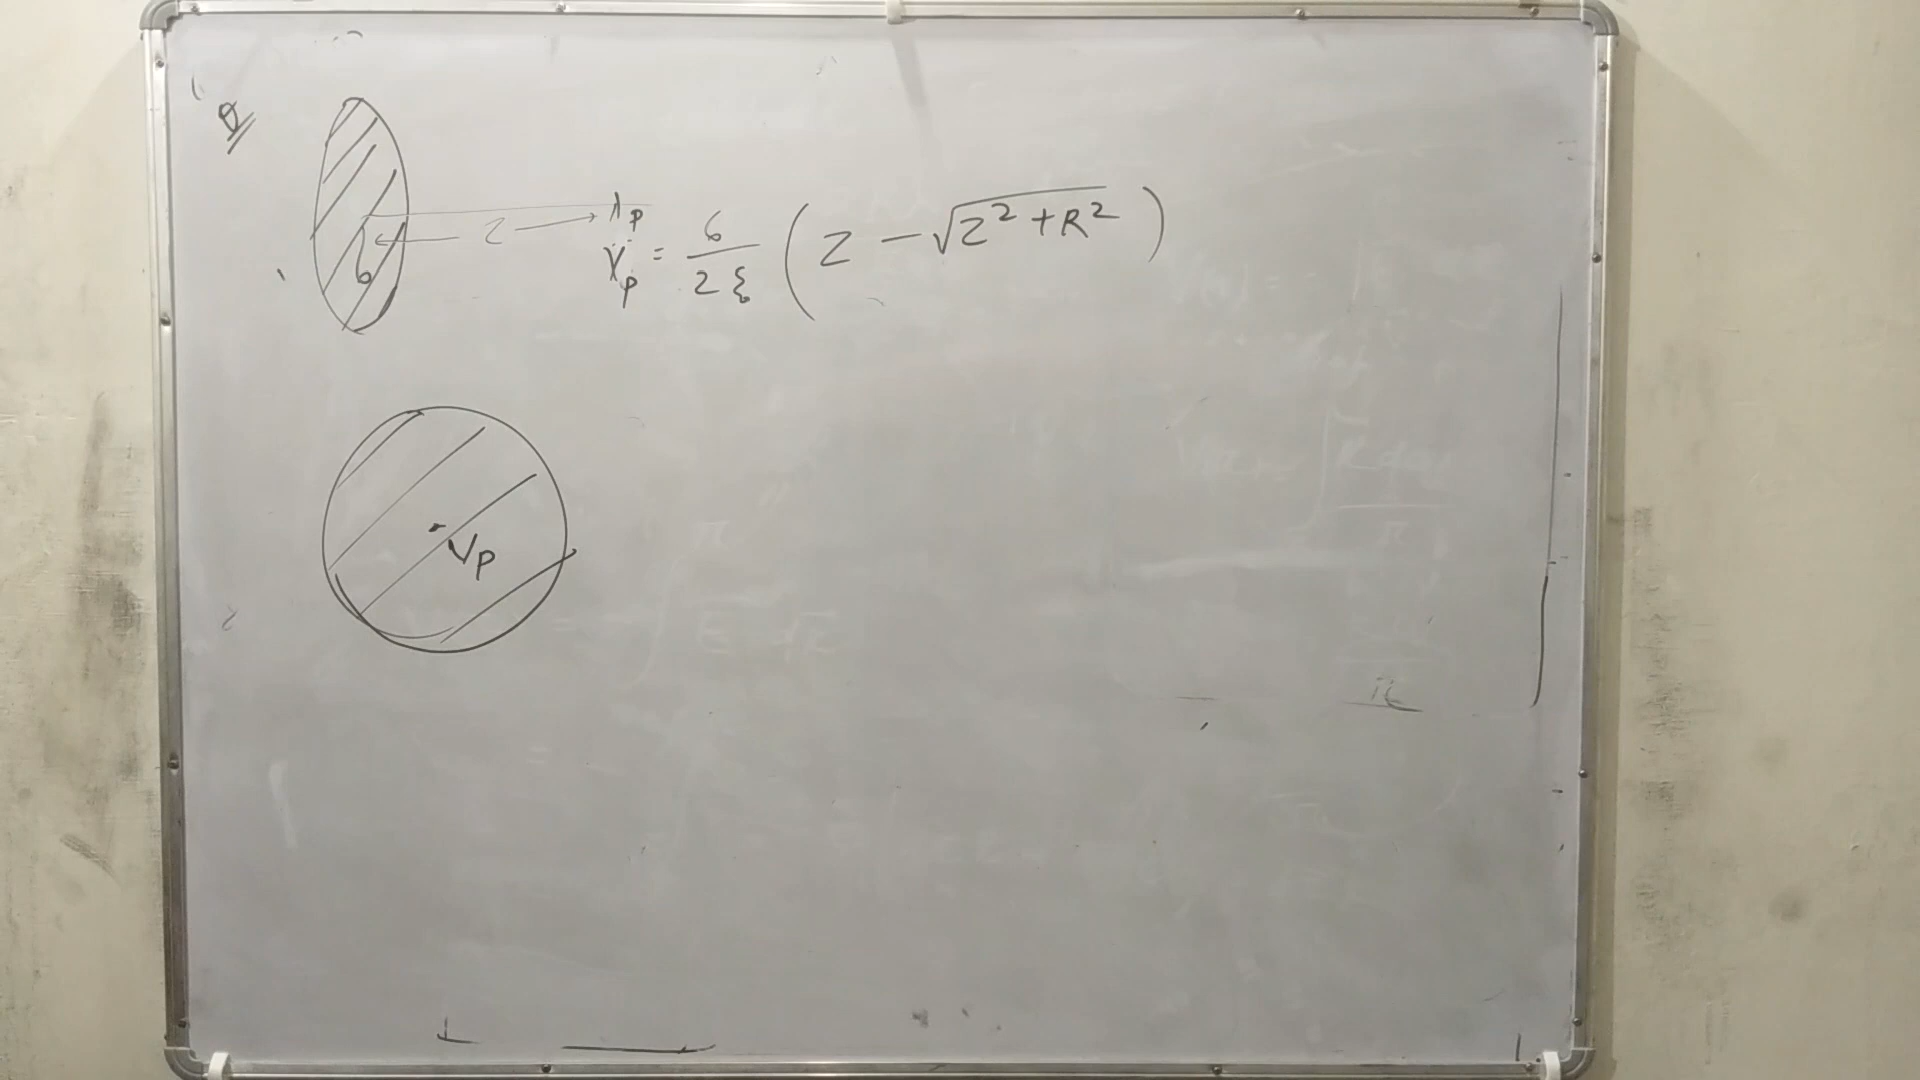 Q
σ
Z
P
V_p = σ / 2ε₀ ( Z - √(Z² + R²) )
V_P